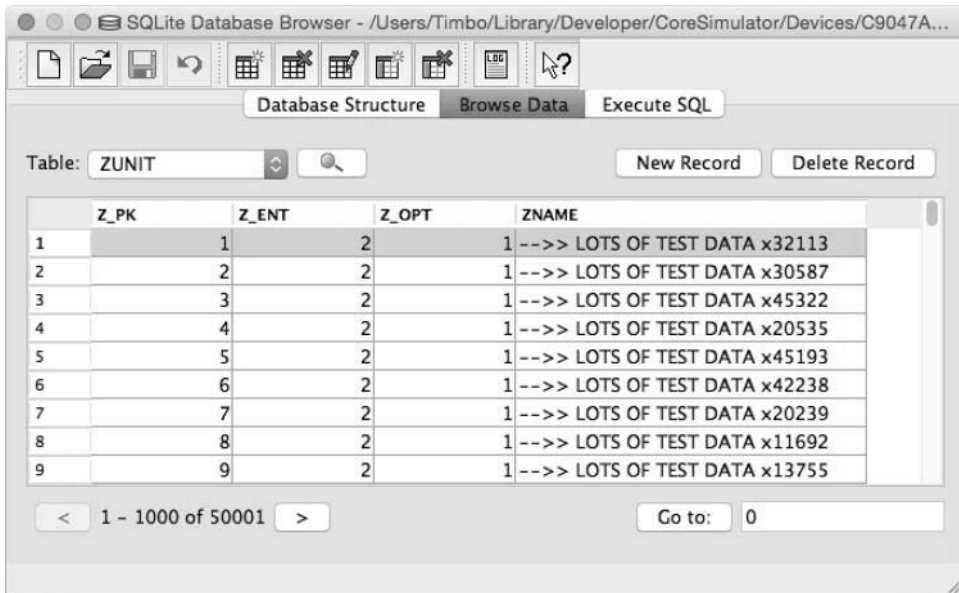 SQLite Database Browser - /Users/Timbo/Library/Developer/CoreSimulator/Devices/C9047A...
LOG
Database Structure Browse Data Execute SQL
Table: ZUNIT New Record Delete Record
Z_PK Z_ENT Z_OPT ZNAME
1 1 2 1 -->> LOTS OF TEST DATA x32113
2 2 2 1 -->> LOTS OF TEST DATA x30587
3 3 2 1 -->> LOTS OF TEST DATA x45322
4 4 2 1 -->> LOTS OF TEST DATA x20535
5 5 2 1 -->> LOTS OF TEST DATA x45193
6 6 2 1 -->> LOTS OF TEST DATA x42238
7 7 2 1 -->> LOTS OF TEST DATA x20239
8 8 2 1 -->> LOTS OF TEST DATA x11692
9 9 2 1 -->> LOTS OF TEST DATA x13755
< 1 - 1000 of 50001 > Go to: 0